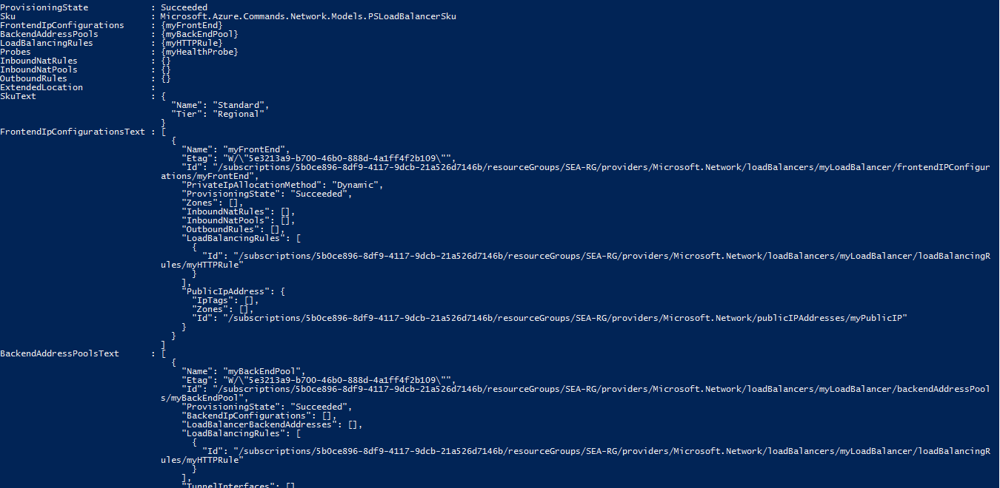 ProvisioningState            : Succeeded
Sku                          : Microsoft.Azure.Commands.Network.Models.PSLoadBalancerSku
FrontendIpConfigurations     : {myFrontEnd}
BackendAddressPools          : {myBackEndPool}
LoadBalancingRules           : {myHTTPRule}
Probes                       : {myHealthProbe}
InboundNatRules              : {}
InboundNatPools              : {}
OutboundRules                : {}
ExtendedLocation             :
SkuText                      : {
                                 "Name": "Standard",
                                 "Tier": "Regional"
                               }
FrontendIpConfigurationsText : [
                                 {
                                   "Name": "myFrontEnd",
                                   "Etag": "W/\"5e3213a9-b700-46b0-888d-4a1ff4f2b109\"",
                                   "Id": "/subscriptions/5b0ce896-8df9-4117-9dcb-21a526d7146b/resourceGroups/SEA-RG/providers/Microsoft.Network/loadBalancers/myLoadBalancer/frontendIPConfigur
                               ations/myFrontEnd",
                                   "PrivateIpAllocationMethod": "Dynamic",
                                   "ProvisioningState": "Succeeded",
                                   "Zones": [],
                                   "InboundNatRules": [],
                                   "InboundNatPools": [],
                                   "OutboundRules": [],
                                   "LoadBalancingRules": [
                                     {
                                       "Id": "/subscriptions/5b0ce896-8df9-4117-9dcb-21a526d7146b/resourceGroups/SEA-RG/providers/Microsoft.Network/loadBalancers/myLoadBalancer/loadBalancingR
                               ules/myHTTPRule"
                                     }
                                   ],
                                   "PublicIpAddress": {
                                     "IpTags": [],
                                     "Zones": [],
                                     "Id": "/subscriptions/5b0ce896-8df9-4117-9dcb-21a526d7146b/resourceGroups/SEA-RG/providers/Microsoft.Network/publicIPAddresses/myPublicIP"
                                   }
                                 }
                               ]
BackendAddressPoolsText      : [
                                 {
                                   "Name": "myBackEndPool",
                                   "Etag": "W/\"5e3213a9-b700-46b0-888d-4a1ff4f2b109\"",
                                   "Id": "/subscriptions/5b0ce896-8df9-4117-9dcb-21a526d7146b/resourceGroups/SEA-RG/providers/Microsoft.Network/loadBalancers/myLoadBalancer/backendAddressPool
                               s/myBackEndPool",
                                   "ProvisioningState": "Succeeded",
                                   "BackendIpConfigurations": [],
                                   "LoadBalancerBackendAddresses": [],
                                   "LoadBalancingRules": [
                                     {
                                       "Id": "/subscriptions/5b0ce896-8df9-4117-9dcb-21a526d7146b/resourceGroups/SEA-RG/providers/Microsoft.Network/loadBalancers/myLoadBalancer/loadBalancingR
                               ules/myHTTPRule"
                                     }
                                   ],
                                   "TunnelInterfaces": []